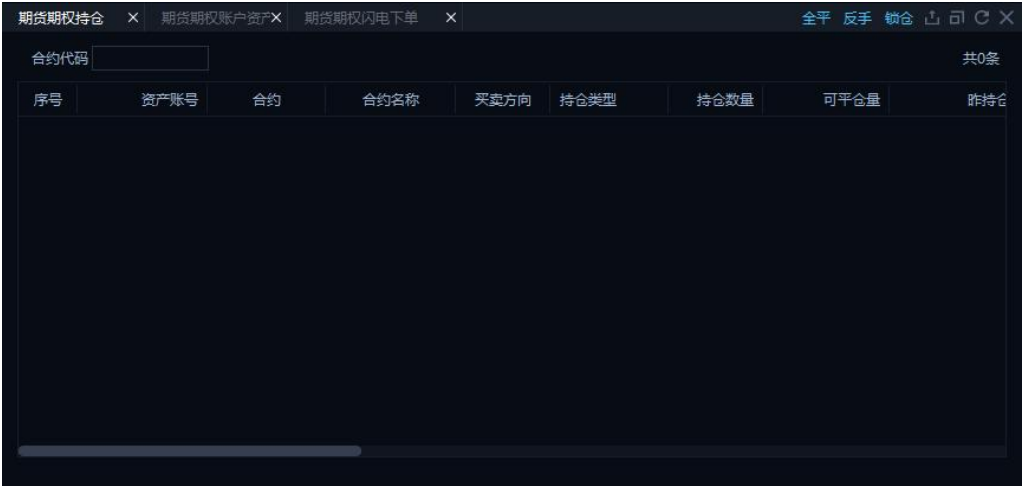 期货期权持仓 期货期权账户资产 期货期权闪电下单 全平 反手 锁仓
合约代码 共0条
序号 资产账号 合约 合约名称 买卖方向 持仓类型 持仓数量 可平仓量 昨持仓